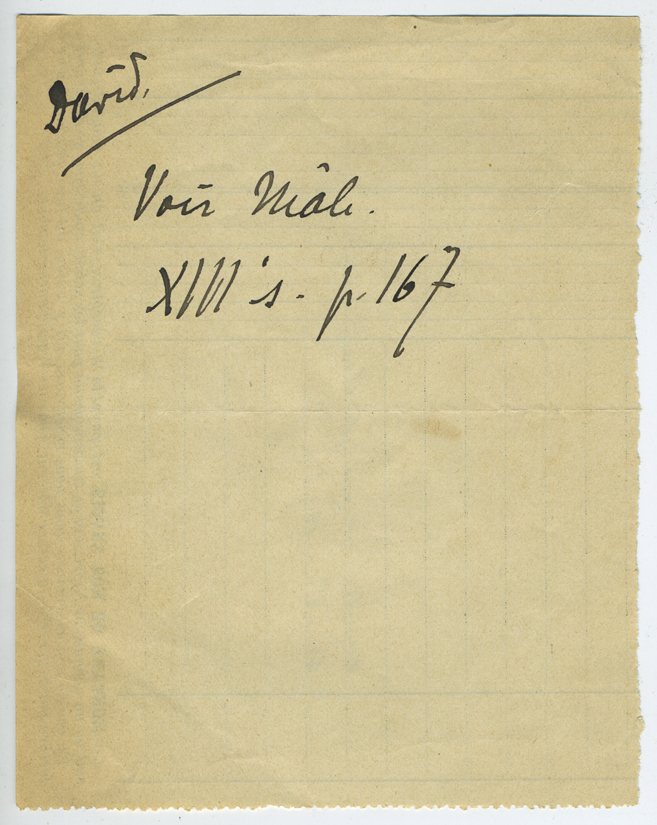 David.
Voir Mâle.
XIII e s. p. 167